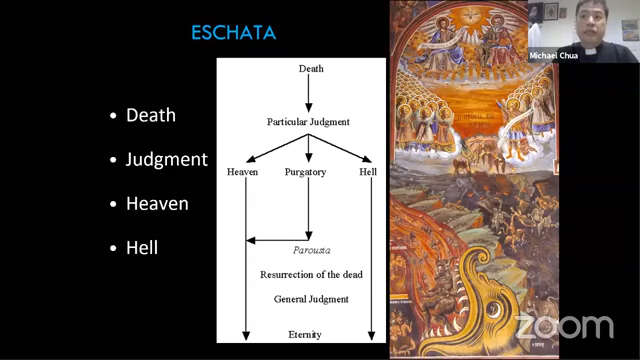 ESCHATA
• Death
• Judgment
• Heaven
• Hell
Death
Particular Judgment
Heaven Purgatory Hell
Parousia
Resurrection of the dead
General Judgment
Eternity
Michael Chua
zoom